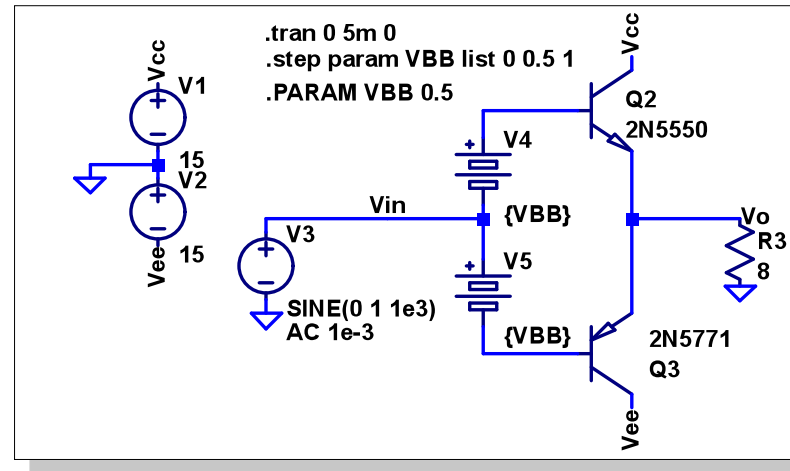 .tran 0 5m 0
.step param VBB list 0 0.5 1
.PARAM VBB 0.5
Vcc
V1
15
V2
15
Vee
Vin
V3
SINE(0 1 1e3)
AC 1e-3
V4
{VBB}
V5
{VBB}
Vcc
Q2
2N5550
Vo
R3
8
2N5771
Q3
Vee